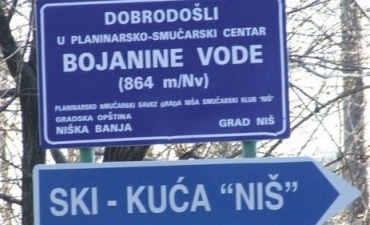 DOBRODOŠLI
U PLANINARSKO-SMUČARSKI CENTAR
BOJANINE VODE
(864 m/Nv)
PLANINARSKO SMUČARSKI SAVEZ GRADA NIŠA SMUČARSKI KLUB "NIŠ"
GRADSKA OPŠTINA
NIŠKA BANJA GRAD NIŠ
SKI - KUĆA "NIŠ"